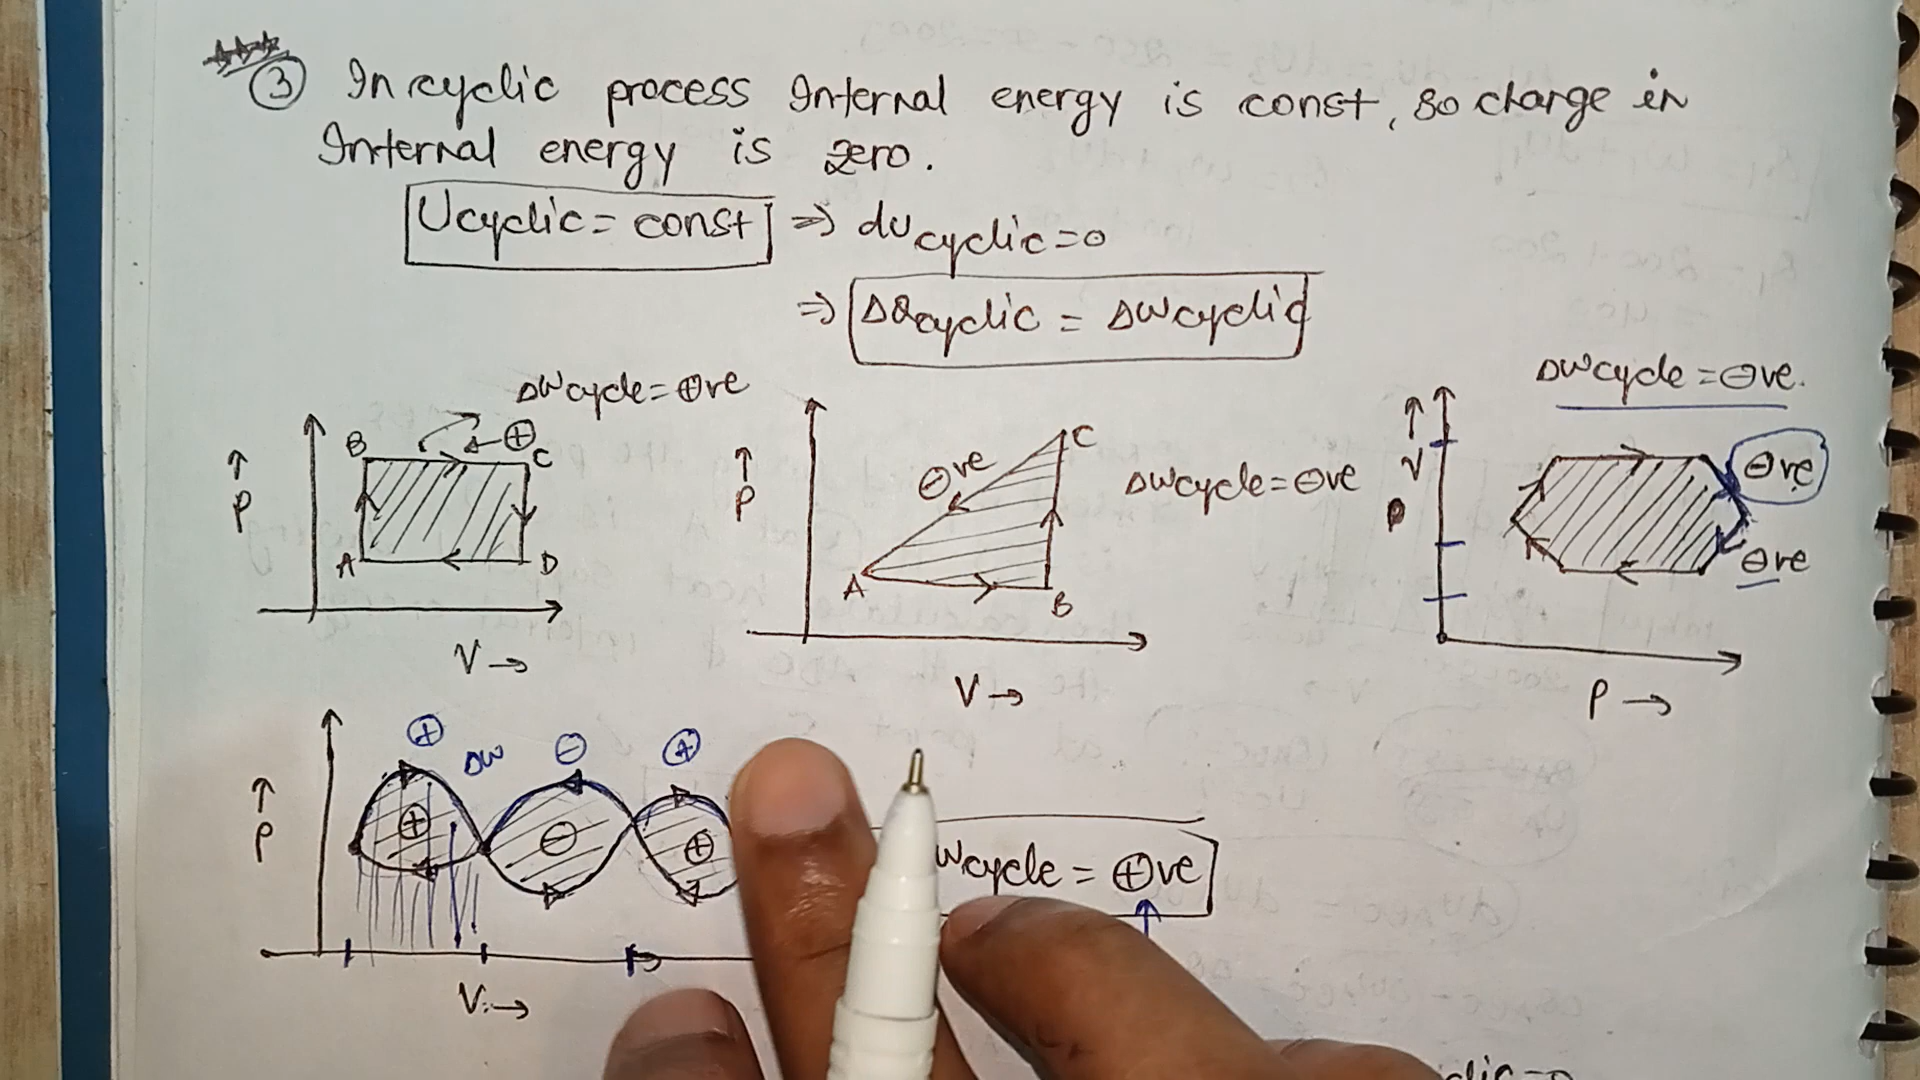 ③ In cyclic process Internal energy is const, so change in
Internal energy is zero.
Ucyclic = const ⇒ dUcyclic = 0
⇒ ΔQcyclic = ΔWcyclic
ΔWcycle = ⊕ve
↑ P
B ⊕ C
A D
V →
↑ P
⊖ve C
A B
V →
ΔWcycle = ⊖ve
ΔWcycle = ⊖ve.
↑ V
⊖ve
⊖ve
P →
⊕ ΔW ⊖ ⊕
↑ P
⊕ ⊖ ⊕
V →
Wcycle = ⊕ve